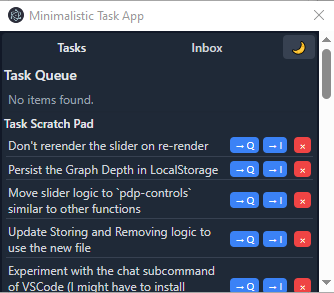 Minimalistic Task App
Tasks
Inbox
Task Queue
No items found.
Task Scratch Pad
Don't rerender the slider on re-render
→Q →I ×
Persist the Graph Depth in LocalStorage
→Q →I ×
Move slider logic to `pdp-controls`
similar to other functions
→Q →I ×
Update Storing and Removing logic to
use the new file
→Q →I ×
Experiment with the chat subcommand
of VSCode (I might have to install
→Q →I ×